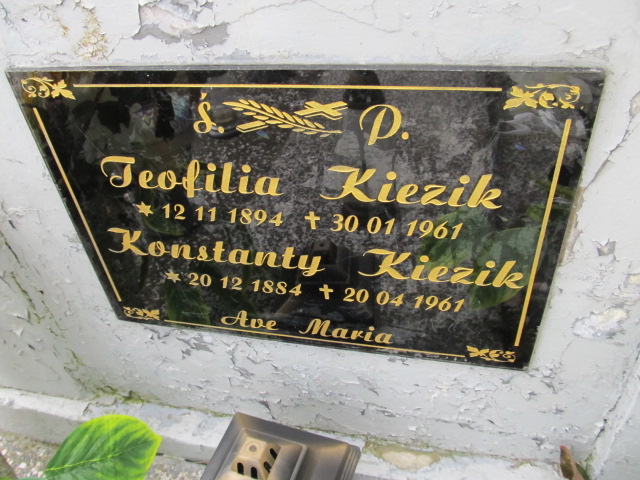 Ś. P.
Teofilia Kiezik
* 12 11 1894 ✝ 30 01 1961
Konstanty Kiezik
* 20 12 1884 ✝ 20 04 1961
Ave Maria